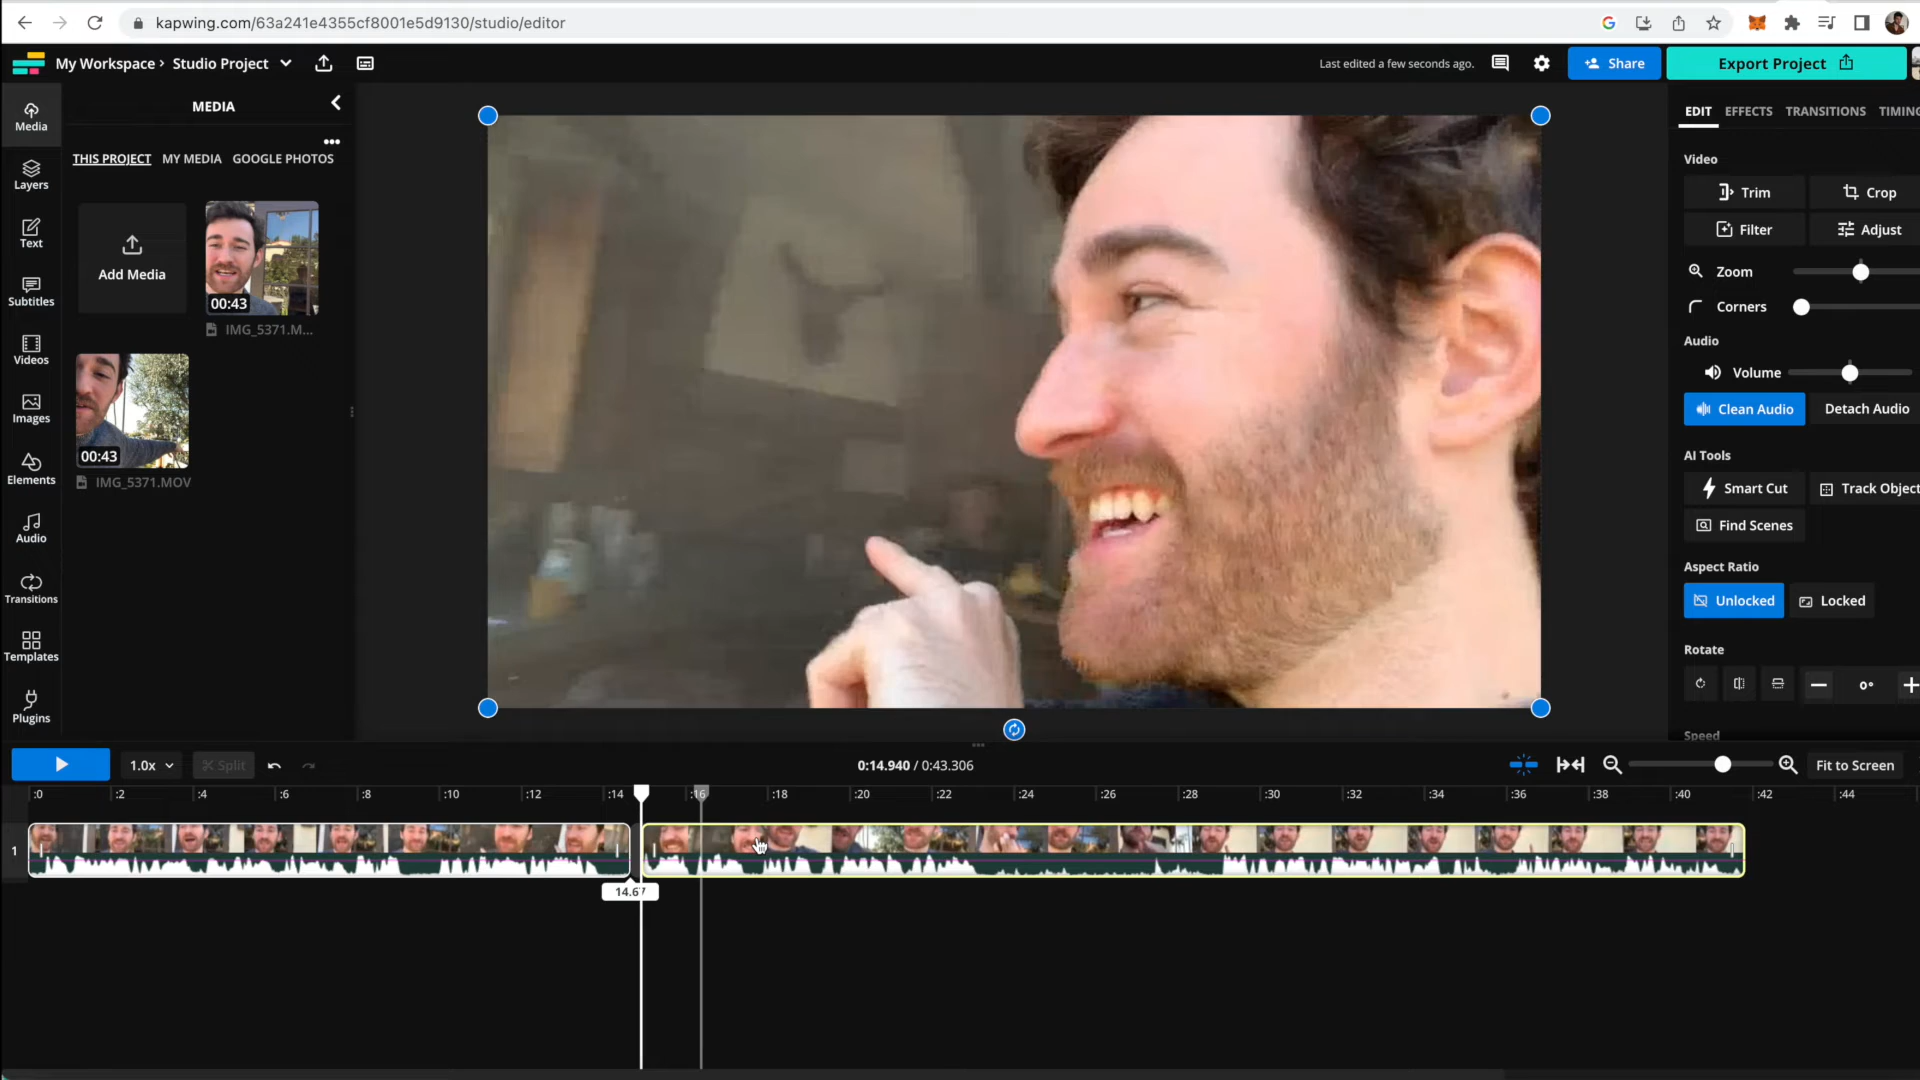 kapwing.com/63a241e4355cf8001e5d9130/studio/editor
My Workspace › Studio Project
Last edited a few seconds ago.
Share
Export Project
Media
Layers
Text
Subtitles
Videos
Images
Elements
Audio
Transitions
Templates
Plugins
MEDIA
THIS PROJECT MY MEDIA GOOGLE PHOTOS
Add Media
00:43
IMG_5371.M...
00:43
IMG_5371.MOV
EDIT EFFECTS TRANSITIONS TIMING
Video
Trim Crop
Filter Adjust
Zoom
Corners
Audio
Volume
Clean Audio Detach Audio
AI Tools
Smart Cut Track Object
Find Scenes
Aspect Ratio
Unlocked Locked
Rotate
0°
Speed
1.0x Split 0:14.940 / 0:43.306 Fit to Screen
:0 :2 :4 :6 :8 :10 :12 :14 :16 :18 :20 :22 :24 :26 :28 :30 :32 :34 :36 :38 :40 :42 :44
1
14.67